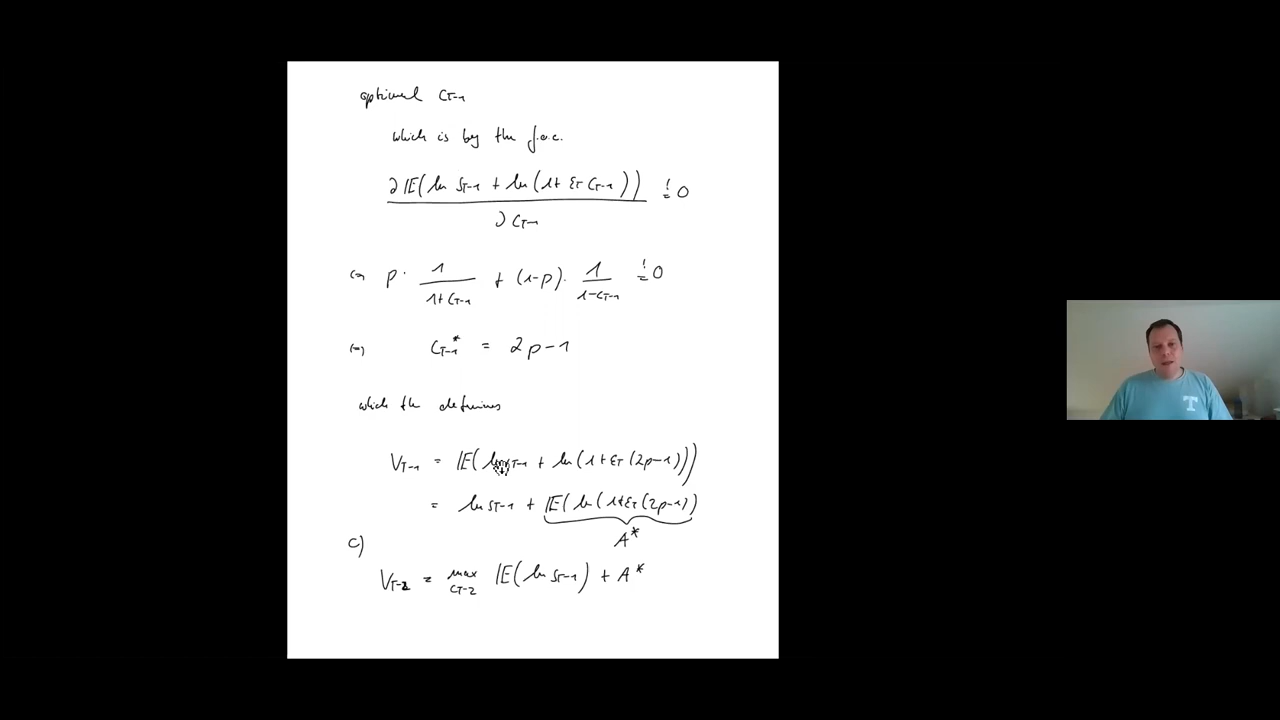 optimal C_{T-1}
which is by the f.o.c.
∂ 𝔼(ln S_{T-1} + ln(1 + ε_T C_{T-1})) / ∂ C_{T-1} =! 0
(=) p · 1/(1+C_{T-1}) + (1-p) · 1/(1-C_{T-1}) =! 0
(=) C_{T-1}^* = 2p-1
which the defines
V_{T-1} = 𝔼(ln S_{T-1} + ln(1+ε_T(2p-1)))
= ln S_{T-1} + 𝔼(ln(1+ε_T(2p-1))
A^*
c)
V_{T-2} = max_{C_{T-2}} 𝔼(ln S_{T-1}) + A^*
T